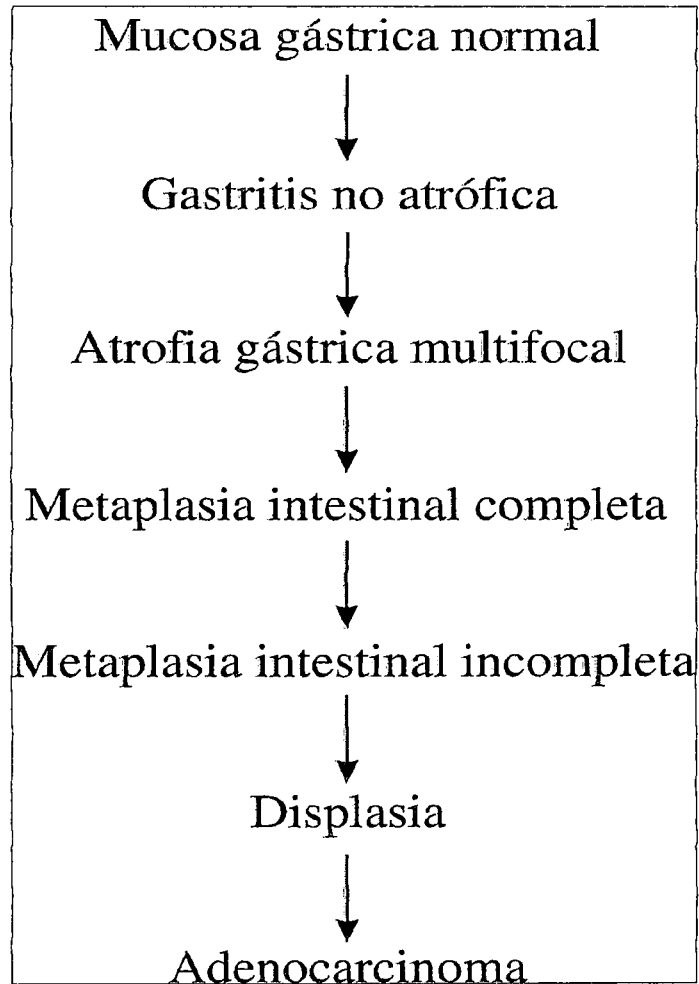 Mucosa gástrica normal
Gastritis no atrófica
Atrofia gástrica multifocal
Metaplasia intestinal completa
Metaplasia intestinal incompleta
Displasia
Adenocarcinoma